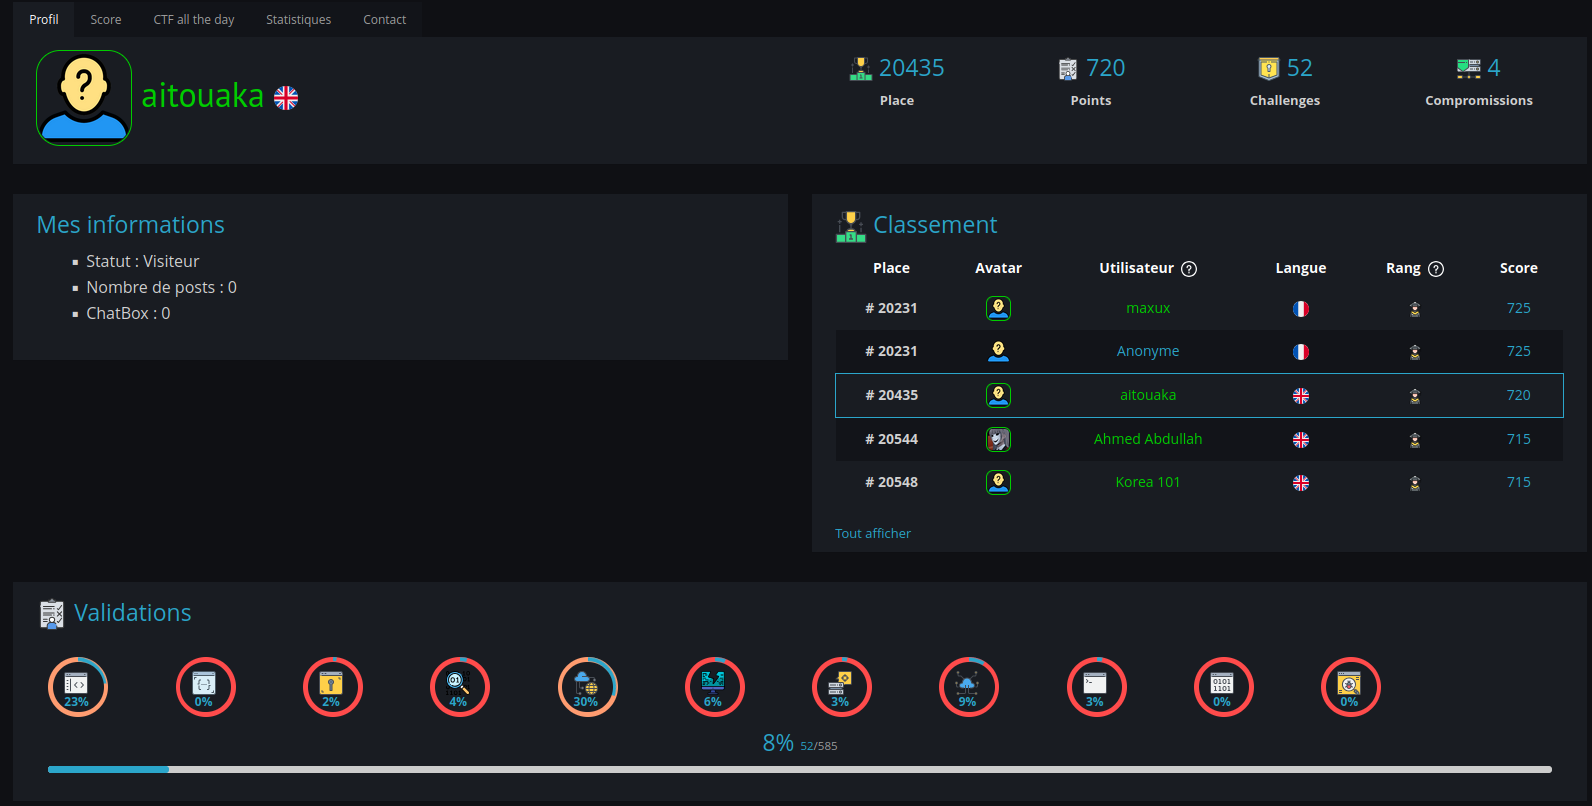 Profil Score CTF all the day Statistiques Contact
aitouaka
20435 720 52 4
Place Points Challenges Compromissions
Mes informations
Statut : Visiteur
Nombre de posts : 0
ChatBox : 0
Classement
Place Avatar Utilisateur ? Langue Rang ? Score
# 20231 maxux 725
# 20231 Anonyme 725
# 20435 aitouaka 720
# 20544 Ahmed Abdullah 715
# 20548 Korea 101 715
Tout afficher
Validations
23% 0% 2% 4% 30% 6% 3% 9% 3% 0% 0%
8% 52/585